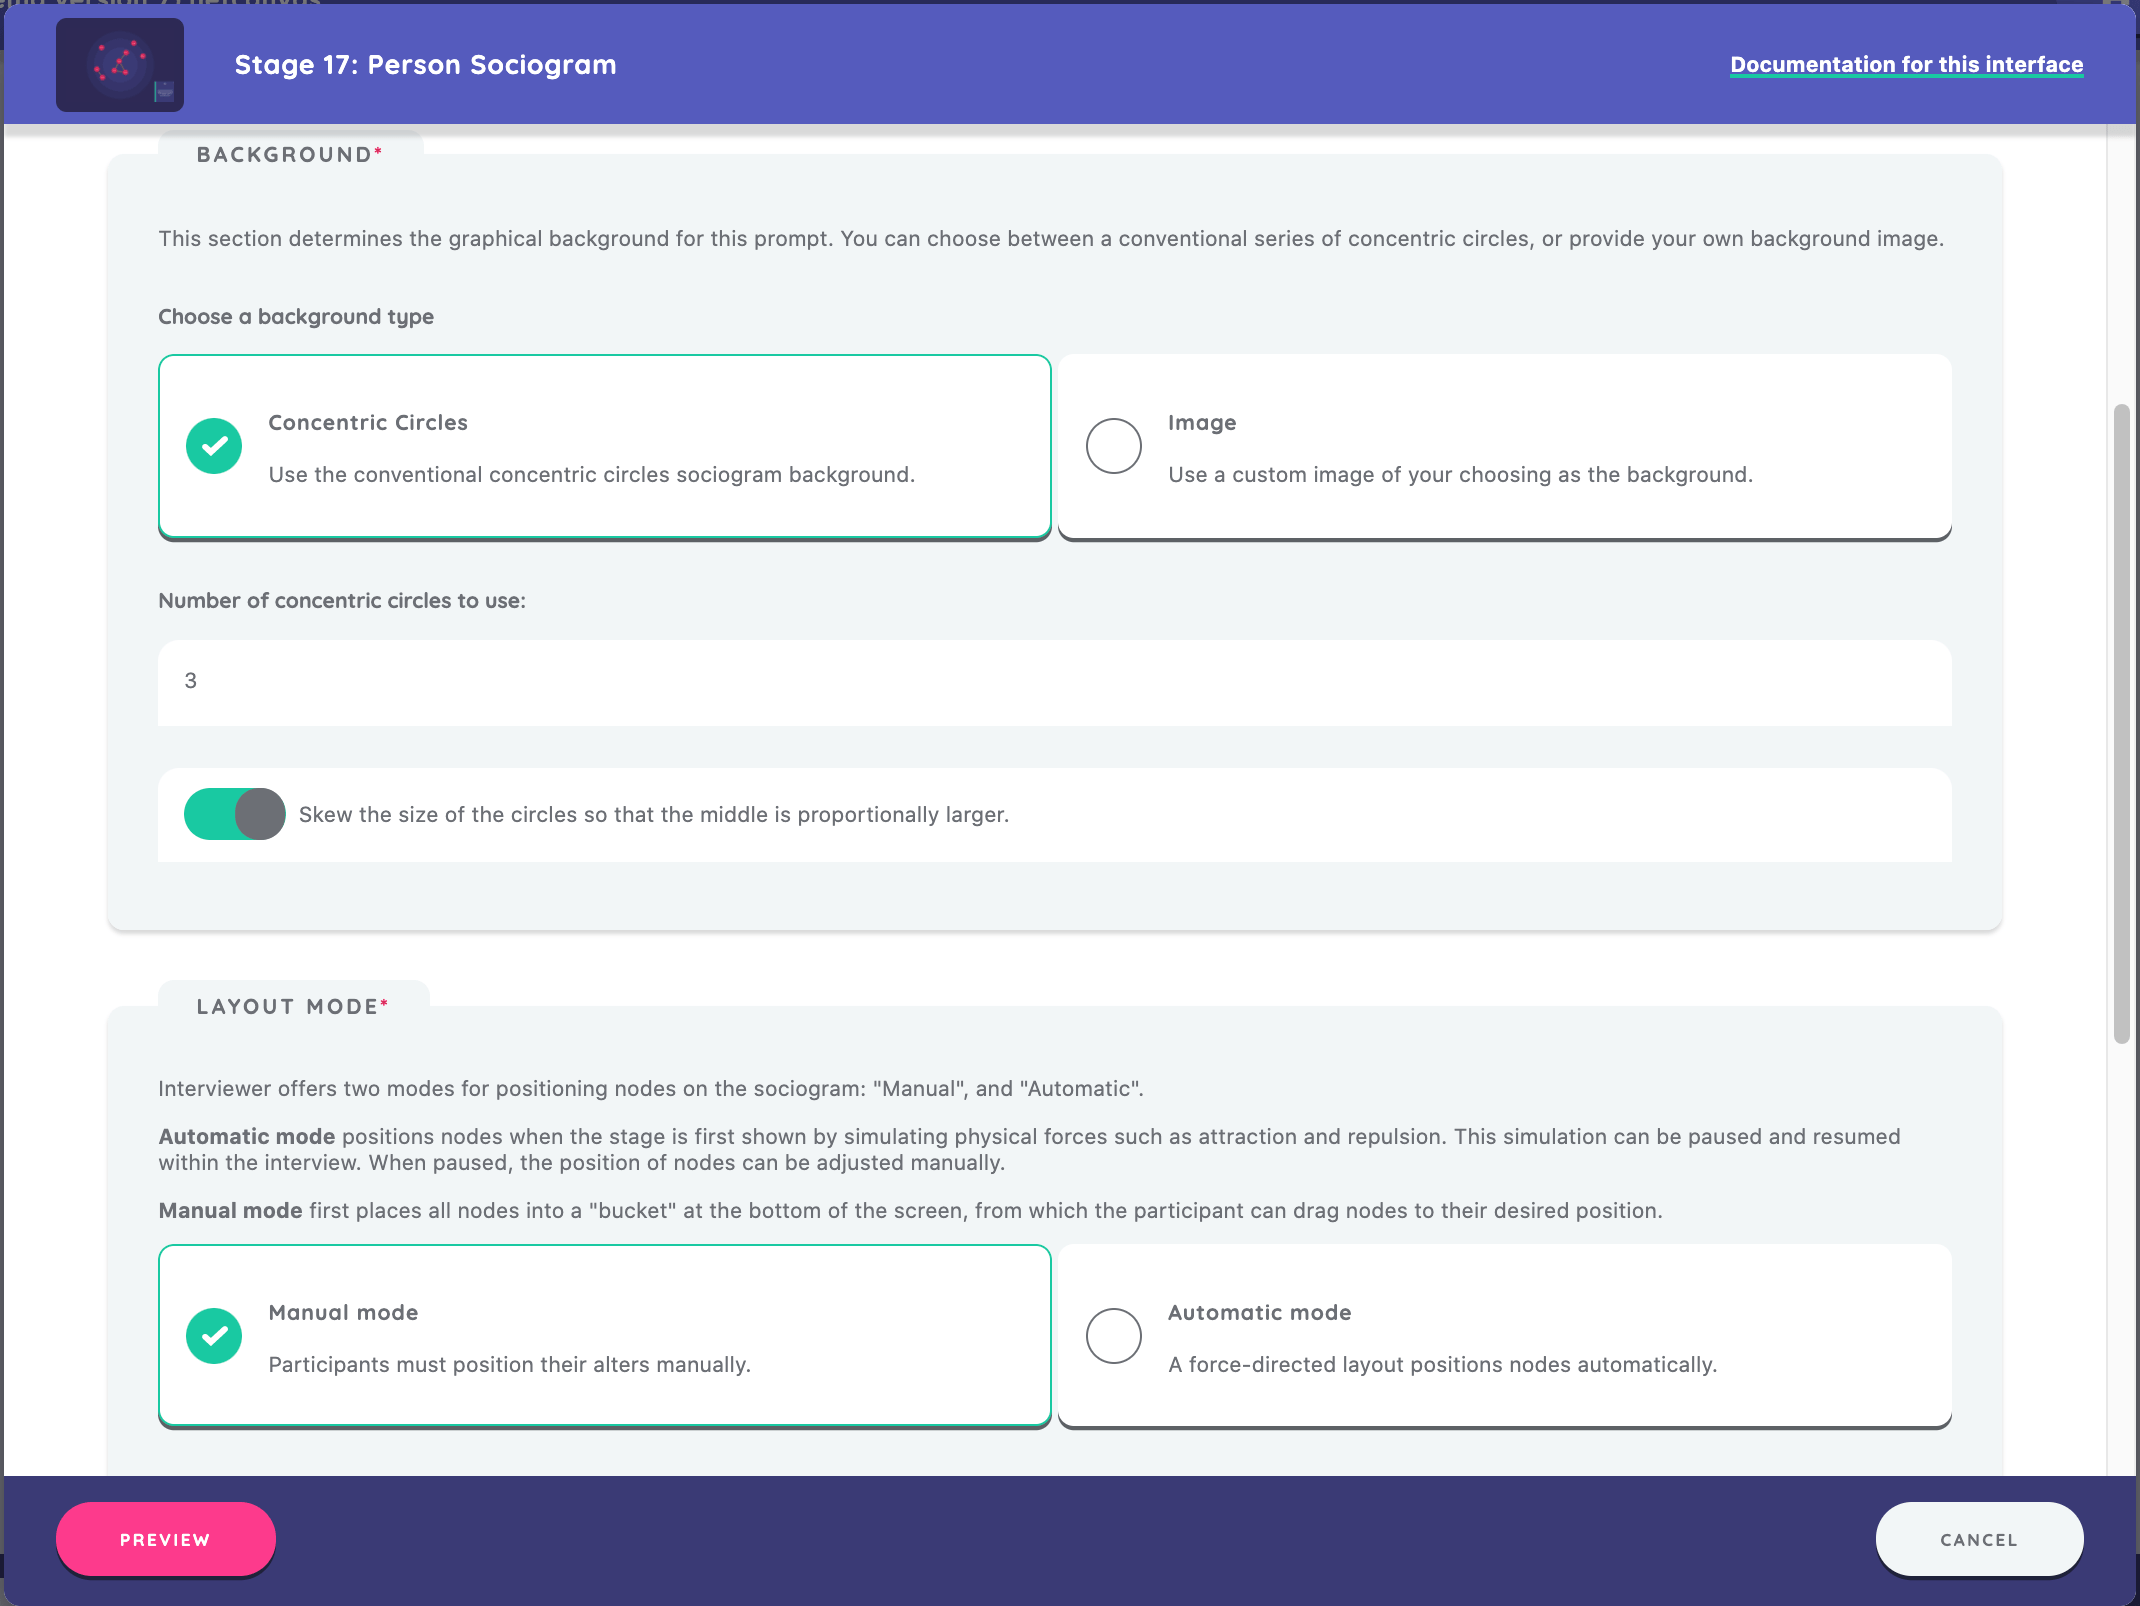 Stage 17: Person Sociogram
Documentation for this interface
BACKGROUND*
This section determines the graphical background for this prompt. You can choose between a conventional series of concentric circles, or provide your own background image.
Choose a background type
Concentric Circles
Use the conventional concentric circles sociogram background.
Image
Use a custom image of your choosing as the background.
Number of concentric circles to use:
3
Skew the size of the circles so that the middle is proportionally larger.
LAYOUT MODE*
Interviewer offers two modes for positioning nodes on the sociogram: "Manual", and "Automatic".
Automatic mode positions nodes when the stage is first shown by simulating physical forces such as attraction and repulsion. This simulation can be paused and resumed
within the interview. When paused, the position of nodes can be adjusted manually.
Manual mode first places all nodes into a "bucket" at the bottom of the screen, from which the participant can drag nodes to their desired position.
Manual mode
Participants must position their alters manually.
Automatic mode
A force-directed layout positions nodes automatically.
PREVIEW
CANCEL